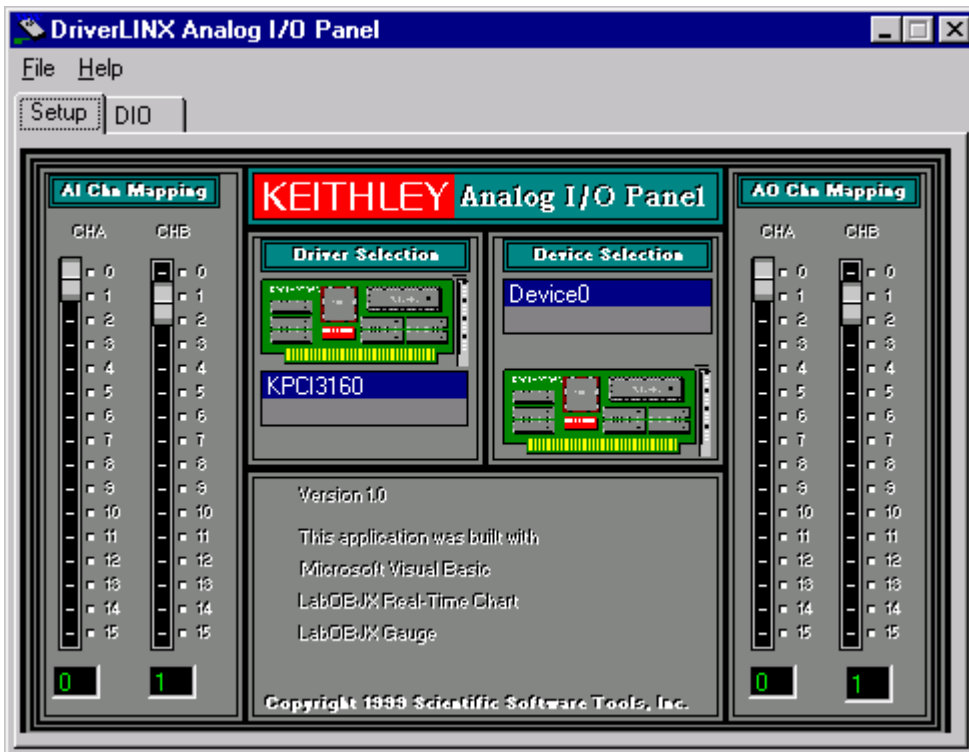 DriverLINX Analog I/O Panel
File Help
Setup DIO
AI Chn Mapping
CHA CHB
0 0
1 1
2 2
3 3
4 4
5 5
6 6
7 7
8 8
9 9
10 10
11 11
12 12
13 13
14 14
15 15
0 1
KEITHLEY Analog I/O Panel
Driver Selection
KPCI3160
Device Selection
Device0
Version 1.0
This application was built with
Microsoft Visual Basic
LabOBJX Real-Time Chart
LabOBJX Gauge
Copyright 1999 Scientific Software Tools, Inc.
AO Chn Mapping
CHA CHB
0 0
1 1
2 2
3 3
4 4
5 5
6 6
7 7
8 8
9 9
10 10
11 11
12 12
13 13
14 14
15 15
0 1